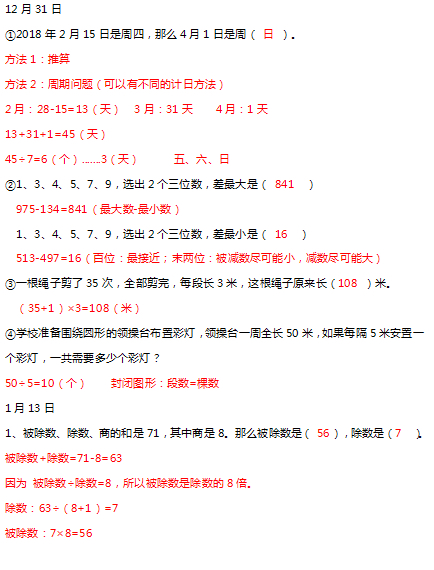 12 月 31 日
①2018 年 2 月 15 日是周四，那么 4 月 1 日是周（ 日 ）。
方法 1：推算
方法 2：周期问题（可以有不同的计日方法）
2 月：28-15=13（天） 3 月：31 天 4 月：1 天
13+31+1=45（天）
45÷7=6（个）……3（天） 五、六、日
②1、3、4、5、7、9，选出 2 个三位数，差最大是（ 841 ）
975-134=841（最大数-最小数）
1、3、4、5、7、9，选出 2 个三位数，差最小是（ 16 ）
513-497=16（百位：最接近；末两位：被减数尽可能小，减数尽可能大）
③一根绳子剪了 35 次，全部剪完，每段长 3 米，这根绳子原来长（108 ）米。
（35+1）×3=108（米）
④学校准备围绕圆形的领操台布置彩灯，领操台一周全长 50 米，如果每隔 5 米安置一
个彩灯，一共需要多少个彩灯？
50÷5=10（个） 封闭图形：段数=棵数
1 月 13 日
1、被除数、除数、商的和是 71，其中商是 8。那么被除数是（ 56 ），除数是（7 ）。
被除数+除数=71-8=63
因为 被除数÷除数=8，所以被除数是除数的 8 倍。
除数：63÷（8+1）=7
被除数：7×8=56